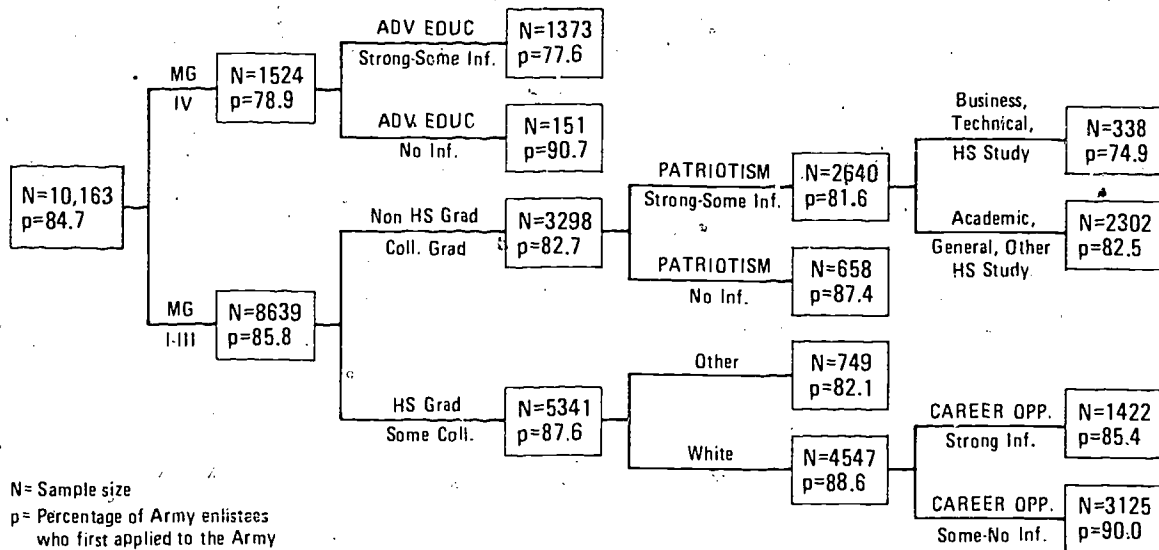 N=10,163
p=84.7
MG
IV
N=1524
p=78.9
ADV EDUC
Strong-Some Inf.
N=1373
p=77.6
ADV. EDUC
No Inf.
N=151
p=90.7
MG
I-III
N=8639
p=85.8
Non HS Grad
Coll. Grad
N=3298
p=82.7
PATRIOTISM
Strong-Some Inf.
N=2640
p=81.6
Business,
Technical,
HS Study
N=338
p=74.9
Academic,
General, Other
HS Study
N=2302
p=82.5
PATRIOTISM
No Inf.
N=658
p=87.4
HS Grad
Some Coll.
N=5341
p=87.6
Other
N=749
p=82.1
White
N=4547
p=88.6
CAREER OPP.
Strong Inf.
N=1422
p=85.4
CAREER OPP.
Some-No Inf.
N=3125
p=90.0
N= Sample size
p= Percentage of Army enlistees
who first applied to the Army